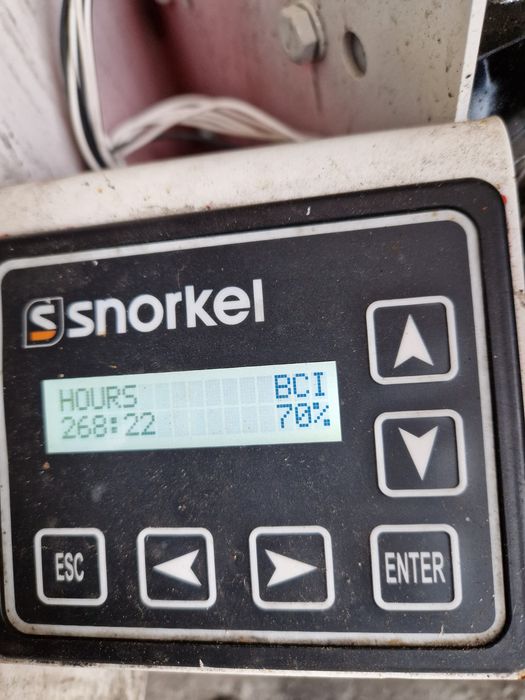 snorkel
HOURS BCI
268:22 70%
ESC
ENTER